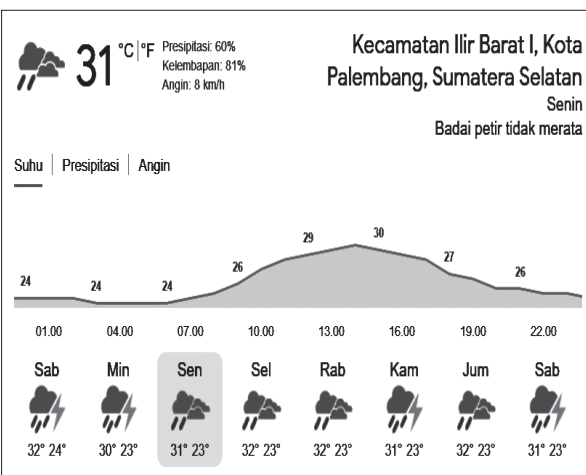 31 °C | °F
Presipitasi: 60%
Kelembapan: 81%
Angin: 8 km/h
Kecamatan Ilir Barat I, Kota
Palembang, Sumatera Selatan
Senin
Badai petir tidak merata
Suhu | Presipitasi | Angin
24 24 24 26 29 30 27 26
01.00 04.00 07.00 10.00 13.00 16.00 19.00 22.00
Sab Min Sen Sel Rab Kam Jum Sab
32° 24° 30° 23° 31° 23° 32° 23° 32° 23° 31° 23° 32° 23° 31° 23°